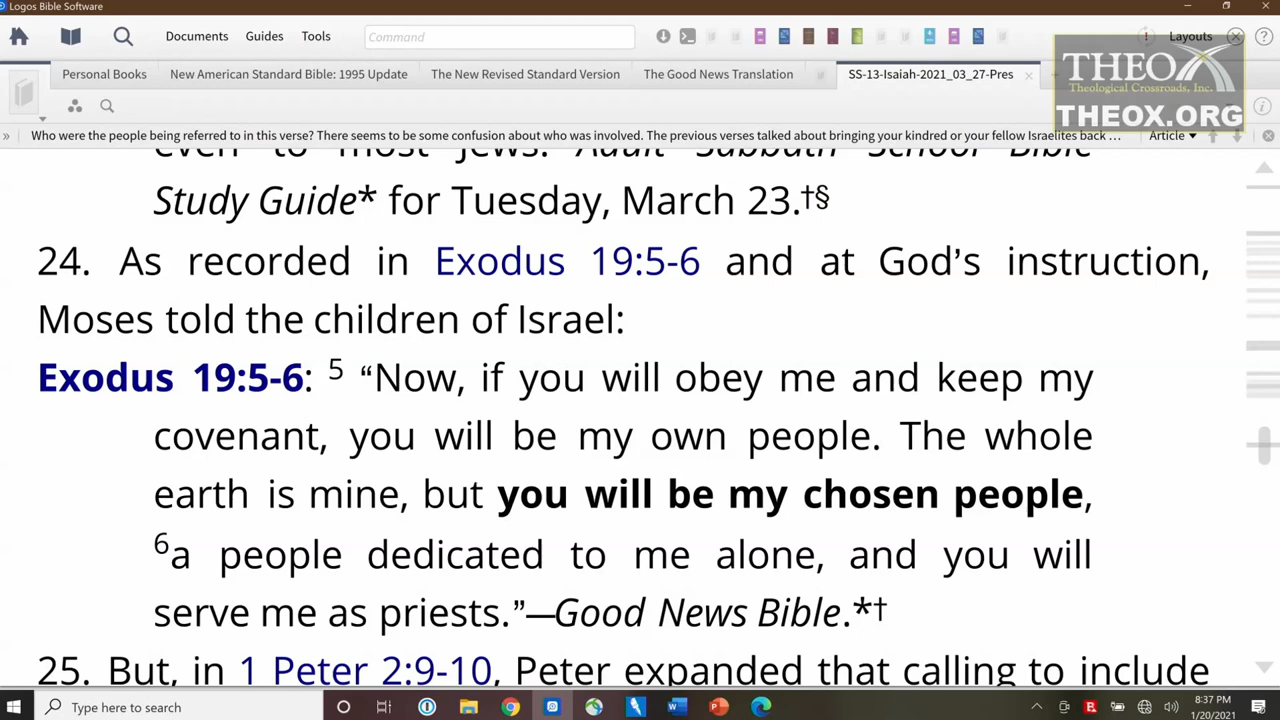 Logos Bible Software
Documents Guides Tools Command Layouts
Personal Books New American Standard Bible: 1995 Update The New Revised Standard Version The Good News Translation SS-13-Isaiah-2021_03_27-Pres
THEOX
Theological Crossroads, Inc.
THEOX.ORG
» Who were the people being referred to in this verse? There seems to be some confusion about who was involved. The previous verses talked about bringing your kindred or your fellow Israelites back ... Article
even to most Jews. Adult Sabbath School Bible
Study Guide* for Tuesday, March 23.†§
24. As recorded in Exodus 19:5-6 and at God’s instruction,
Moses told the children of Israel:
Exodus 19:5-6: 5 “Now, if you will obey me and keep my
covenant, you will be my own people. The whole
earth is mine, but you will be my chosen people,
6a people dedicated to me alone, and you will
serve me as priests.”—Good News Bible.*†
25. But, in 1 Peter 2:9-10, Peter expanded that calling to include
Type here to search
8:37 PM
1/20/2021